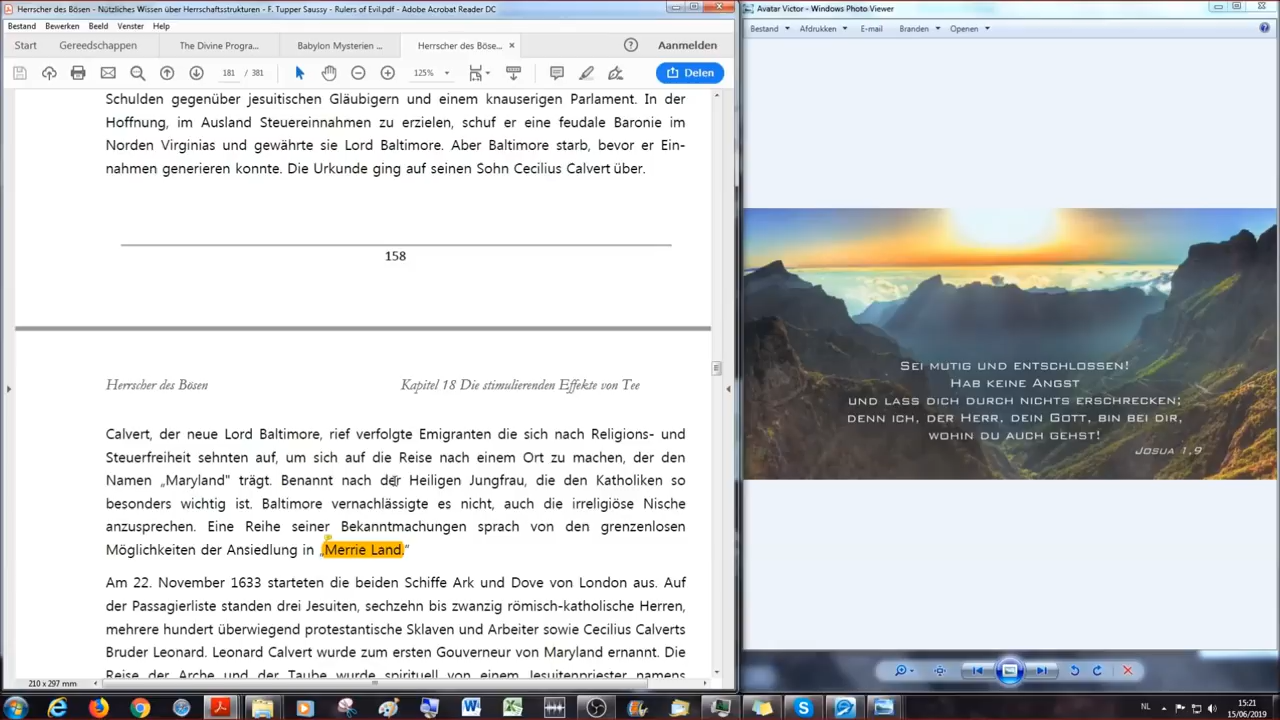 Herrscher des Bösen - Nützliches Wissen über Herrschaftsstrukturen - F. Tupper Saussy - Rulers of Evil.pdf - Adobe Acrobat Reader DC
Bestand Bewerken Beeld Venster Help
Start Gereedschappen The Divine Progra... Babylon Mysterien ... Herrscher des Böse... × Aanmelden
181 / 381 125% Delen
Schulden gegenüber jesuitischen Gläubigern und einem knauserigen Parlament. In der
Hoffnung, im Ausland Steuereinnahmen zu erzielen, schuf er eine feudale Baronie im
Norden Virginias und gewährte sie Lord Baltimore. Aber Baltimore starb, bevor er Ein-
nahmen generieren konnte. Die Urkunde ging auf seinen Sohn Cecilius Calvert über.
158
Herrscher des Bösen Kapitel 18 Die stimulierenden Effekte von Tee
Calvert, der neue Lord Baltimore, rief verfolgte Emigranten die sich nach Religions- und
Steuerfreiheit sehnten auf, um sich auf die Reise nach einem Ort zu machen, der den
Namen „Maryland" trägt. Benannt nach der Heiligen Jungfrau, die den Katholiken so
besonders wichtig ist. Baltimore vernachlässigte es nicht, auch die irreligiöse Nische
anzusprechen. Eine Reihe seiner Bekanntmachungen sprach von den grenzenlosen
Möglichkeiten der Ansiedlung in „Merrie Land.“
Am 22. November 1633 starteten die beiden Schiffe Ark und Dove von London aus. Auf
der Passagierliste standen drei Jesuiten, sechzehn bis zwanzig römisch-katholische Herren,
mehrere hundert überwiegend protestantische Sklaven und Arbeiter sowie Cecilius Calverts
Bruder Leonard. Leonard Calvert wurde zum ersten Gouverneur von Maryland ernannt. Die
Reise der Arche und der Taube wurde spirituell von einem Jesuitenpriester namens
210 x 297 mm
Avatar Victor - Windows Photo Viewer
Bestand Afdrukken E-mail Branden Openen
Sei mutig und entschlossen!
Hab keine Angst
und lass dich durch nichts erschrecken;
denn ich, der Herr, dein Gott, bin bei dir,
wohin du auch gehst!
Josua 1,9
NL 15:21
15/06/2019